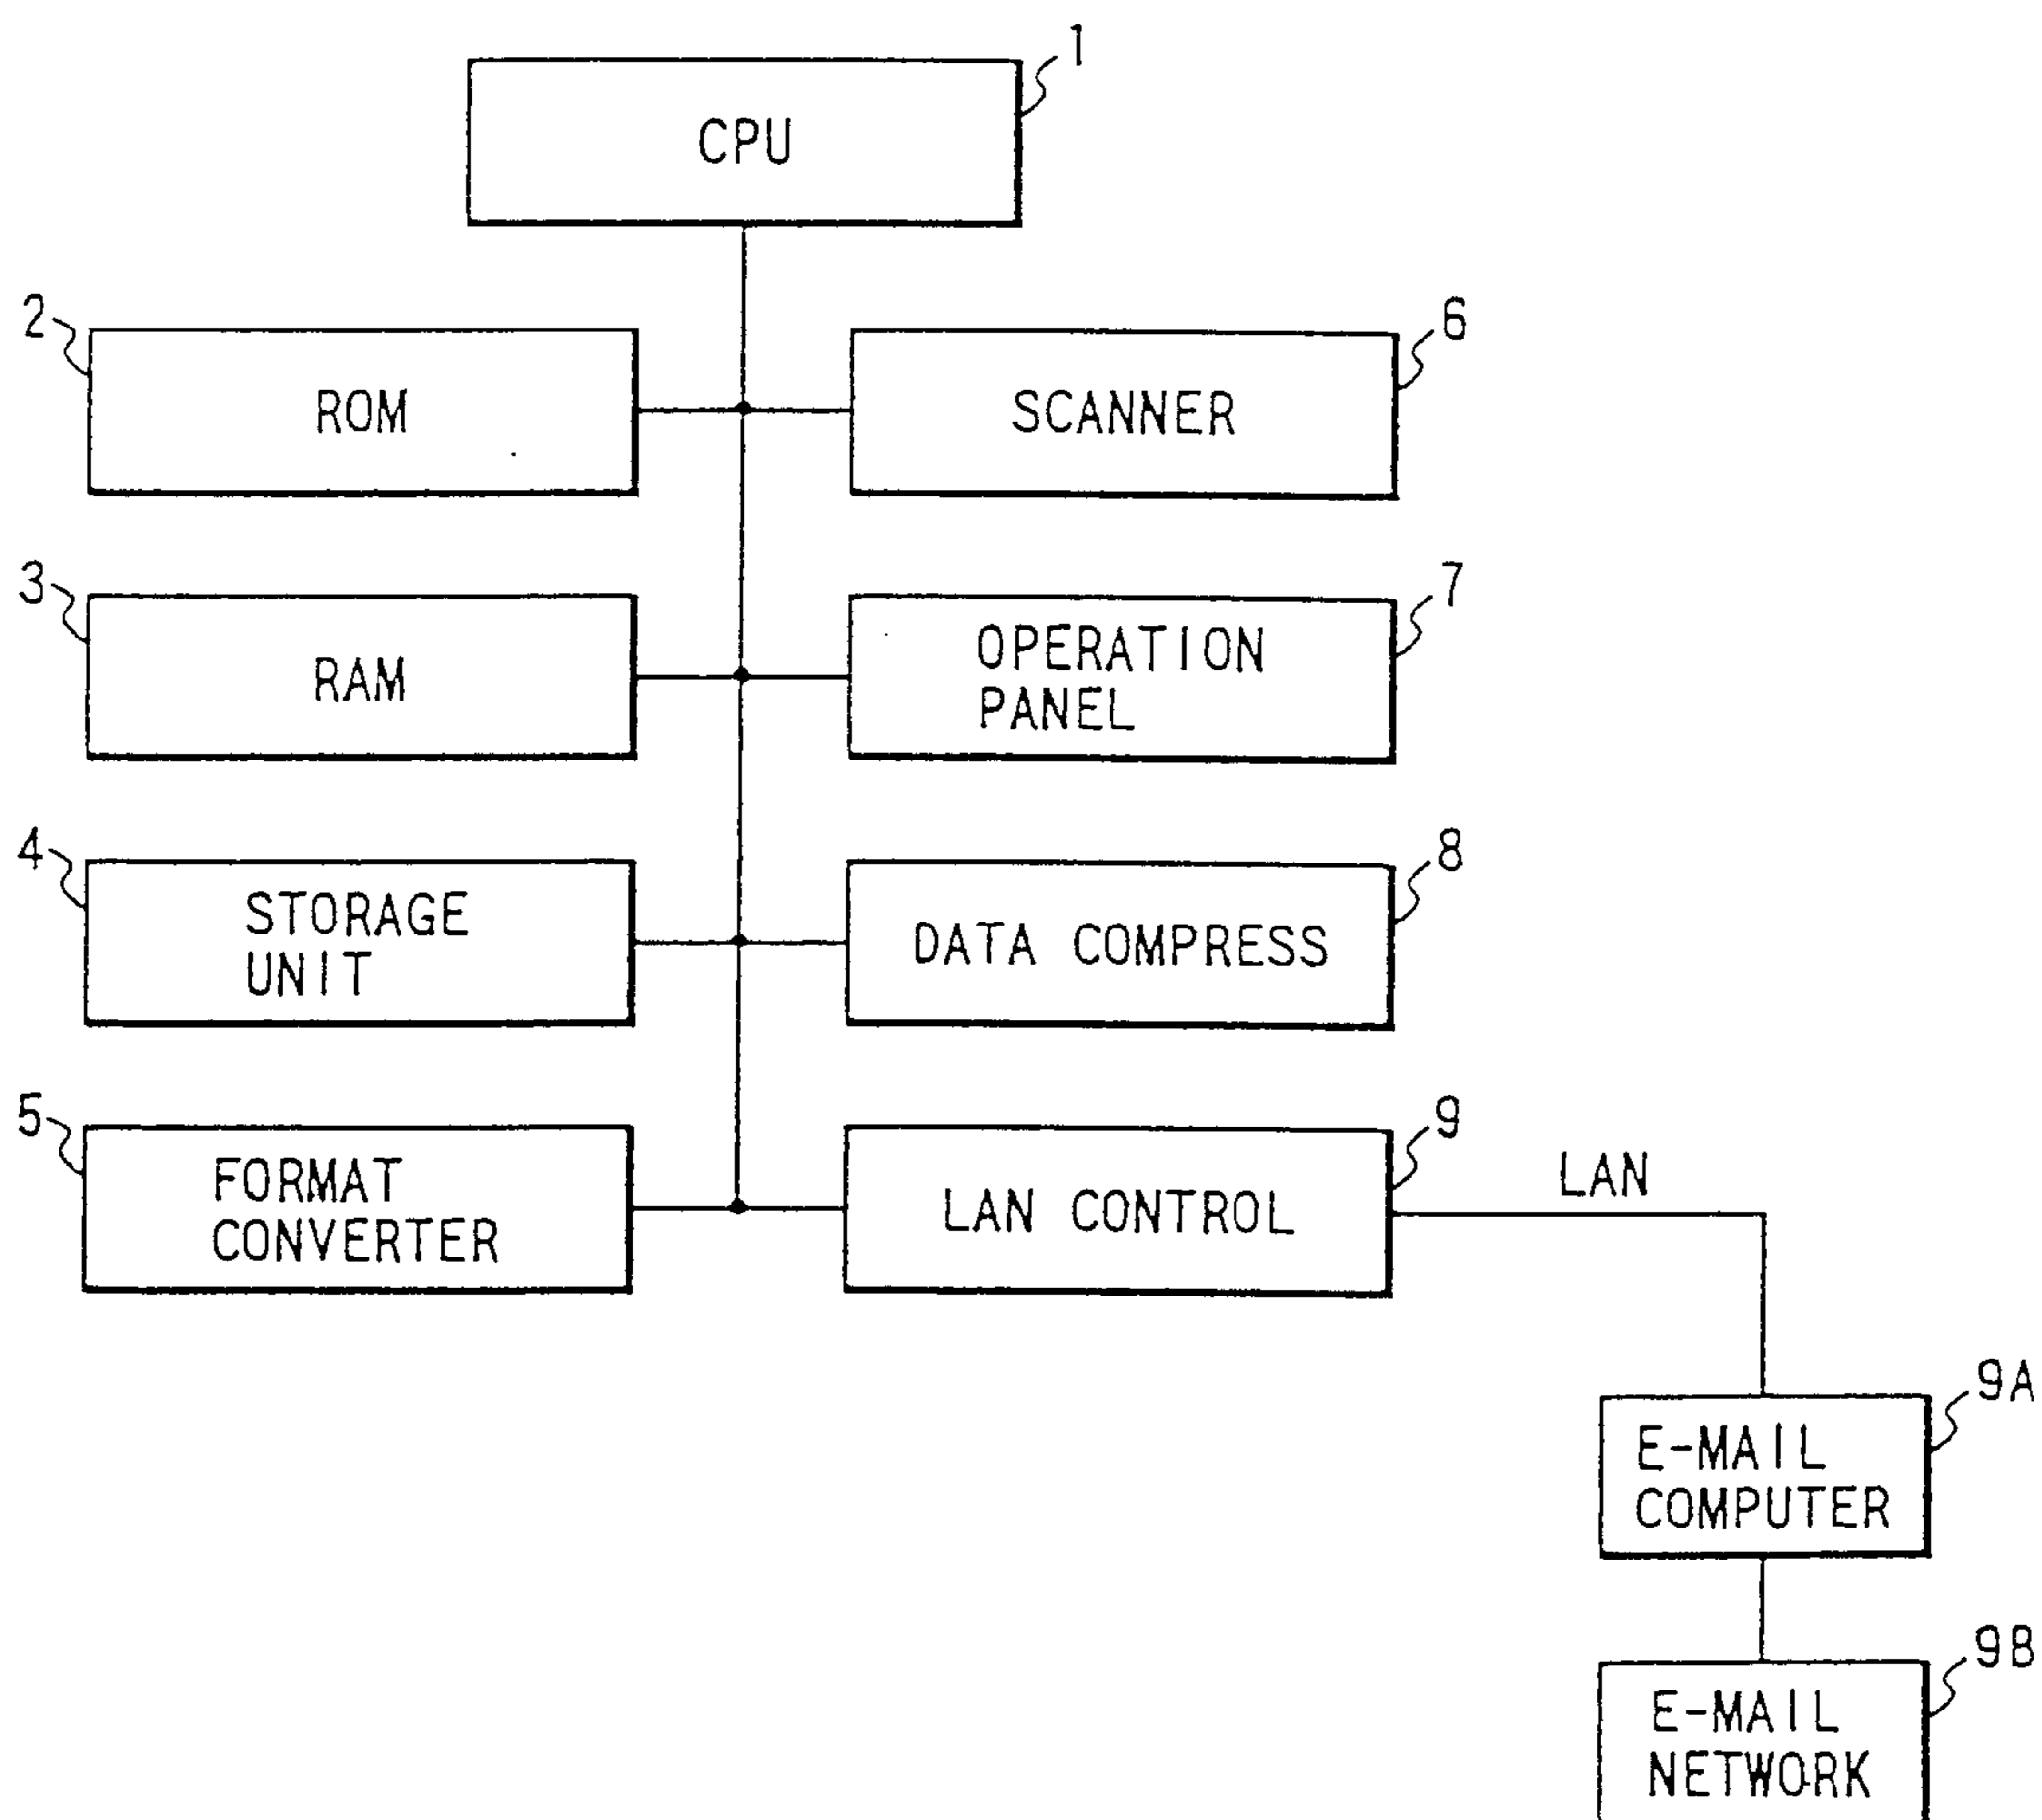 1
CPU
2
ROM
6
SCANNER
3
RAM
7
OPERATION
PANEL
4
STORAGE
UNIT
8
DATA COMPRESS
5
FORMAT
CONVERTER
9
LAN CONTROL
LAN
9A
E-MAIL
COMPUTER
9B
E-MAIL
NETWORK